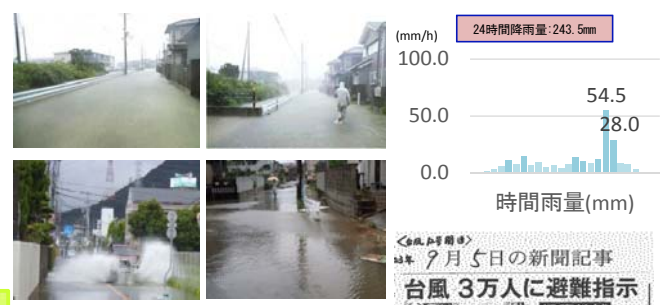 24時間降雨量:243.5mm
(mm/h)
100.0
50.0
0.0
54.5
28.0
時間雨量(mm)
9月5日の新聞記事
台風 3万人に避難指示